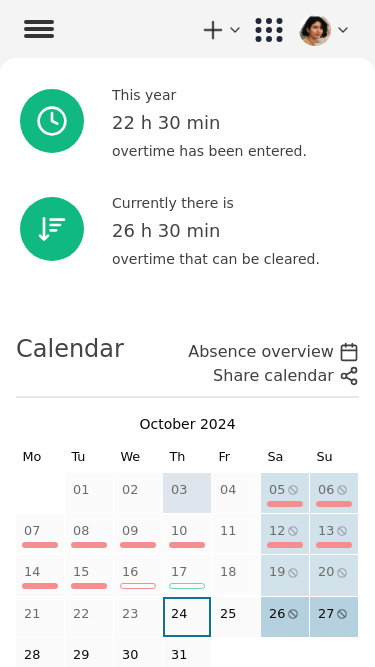 This year
22 h 30 min
overtime has been entered.
Currently there is
26 h 30 min
overtime that can be cleared.
Calendar
Absence overview
Share calendar
October 2024
Mo Tu We Th Fr Sa Su
01 02 03 04 05 06
07 08 09 10 11 12 13
14 15 16 17 18 19 20
21 22 23 24 25 26 27
28 29 30 31